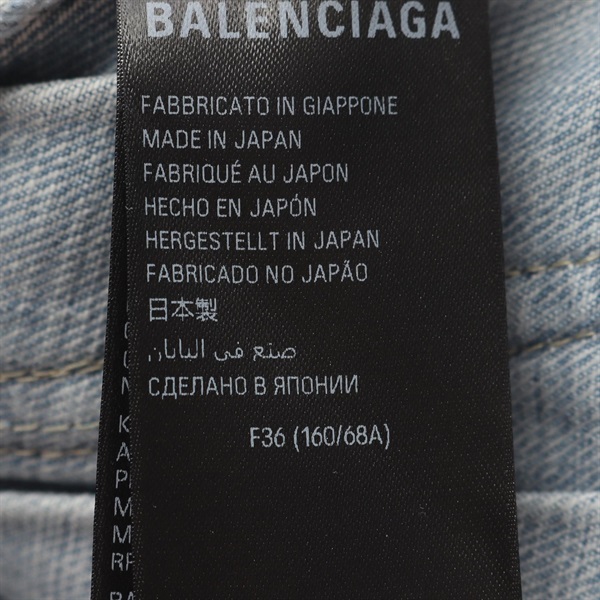 BALENCIAGA
FABBRICATO IN GIAPPONE
MADE IN JAPAN
FABRIQUÉ AU JAPON
HECHO EN JAPÓN
HERGESTELLT IN JAPAN
FABRICADO NO JAPÃO
日本製
صنع في اليابان
СДЕЛАНО В ЯПОНИИ
F36 (160/68A)